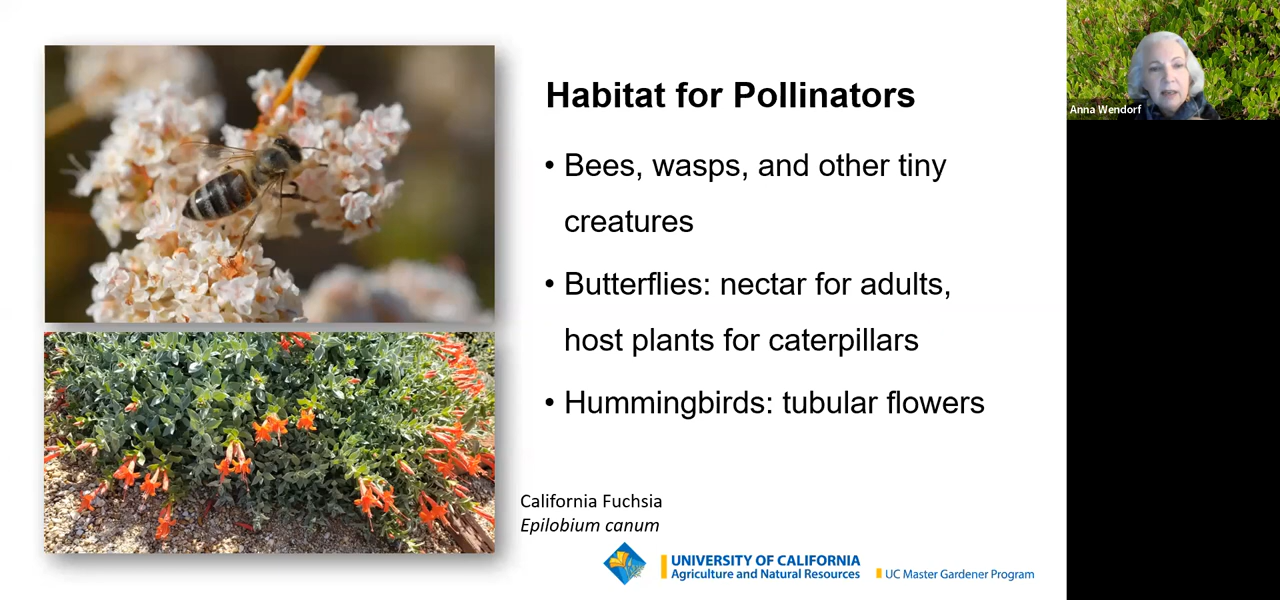 Habitat for Pollinators
• Bees, wasps, and other tiny
creatures
• Butterflies: nectar for adults,
host plants for caterpillars
• Hummingbirds: tubular flowers
California Fuchsia
Epilobium canum
UNIVERSITY OF CALIFORNIA
Agriculture and Natural Resources
UC Master Gardener Program
Anna Wendorf